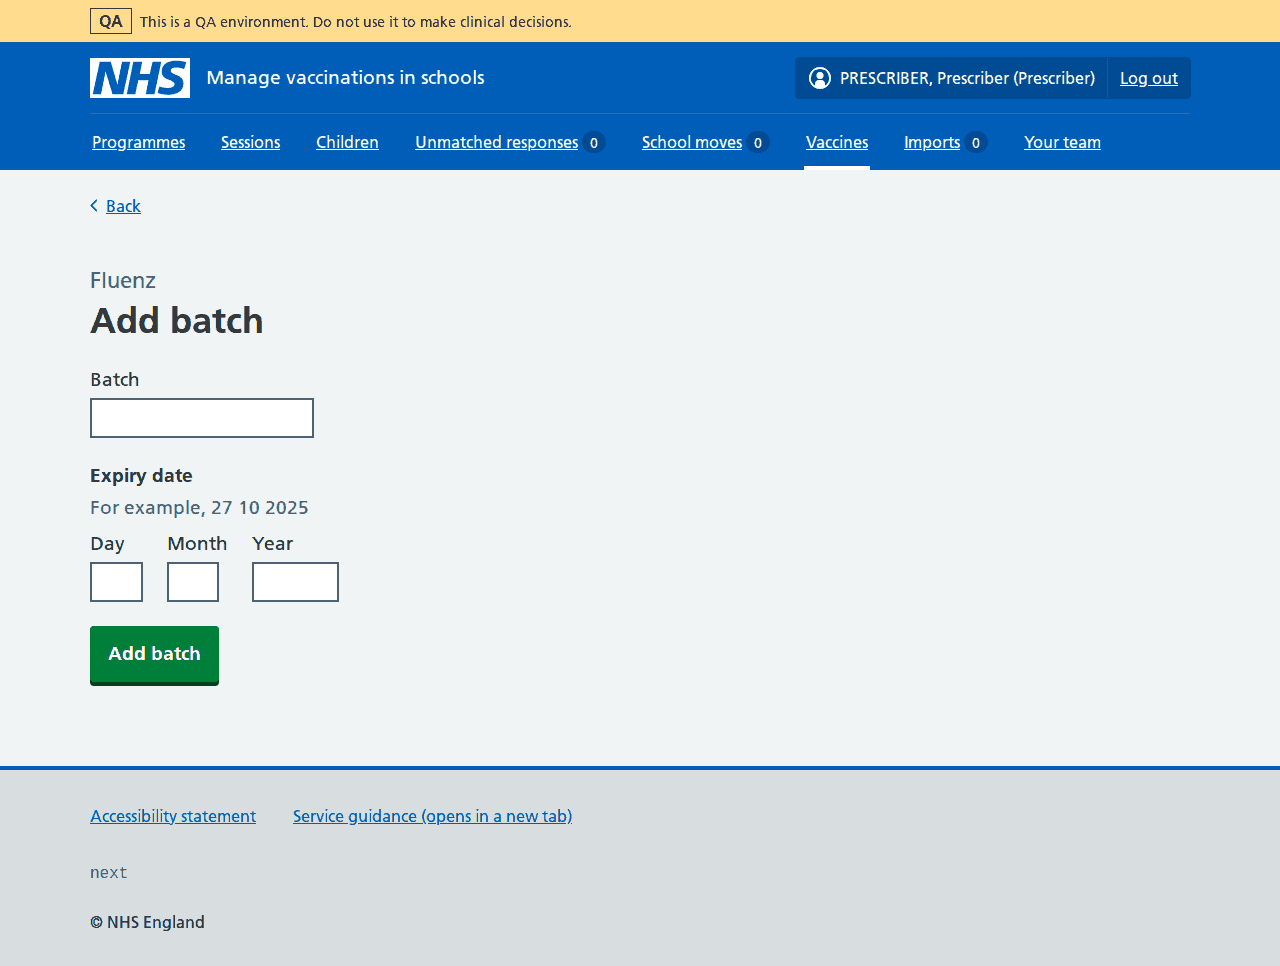 QA This is a QA environment. Do not use it to make clinical decisions.
NHS Manage vaccinations in schools PRESCRIBER, Prescriber (Prescriber) Log out
Programmes Sessions Children Unmatched responses 0 School moves 0 Vaccines Imports 0 Your team
Back
Fluenz
Add batch
Batch
Expiry date
For example, 27 10 2025
Day Month Year
Add batch
Accessibility statement Service guidance (opens in a new tab)
next
© NHS England